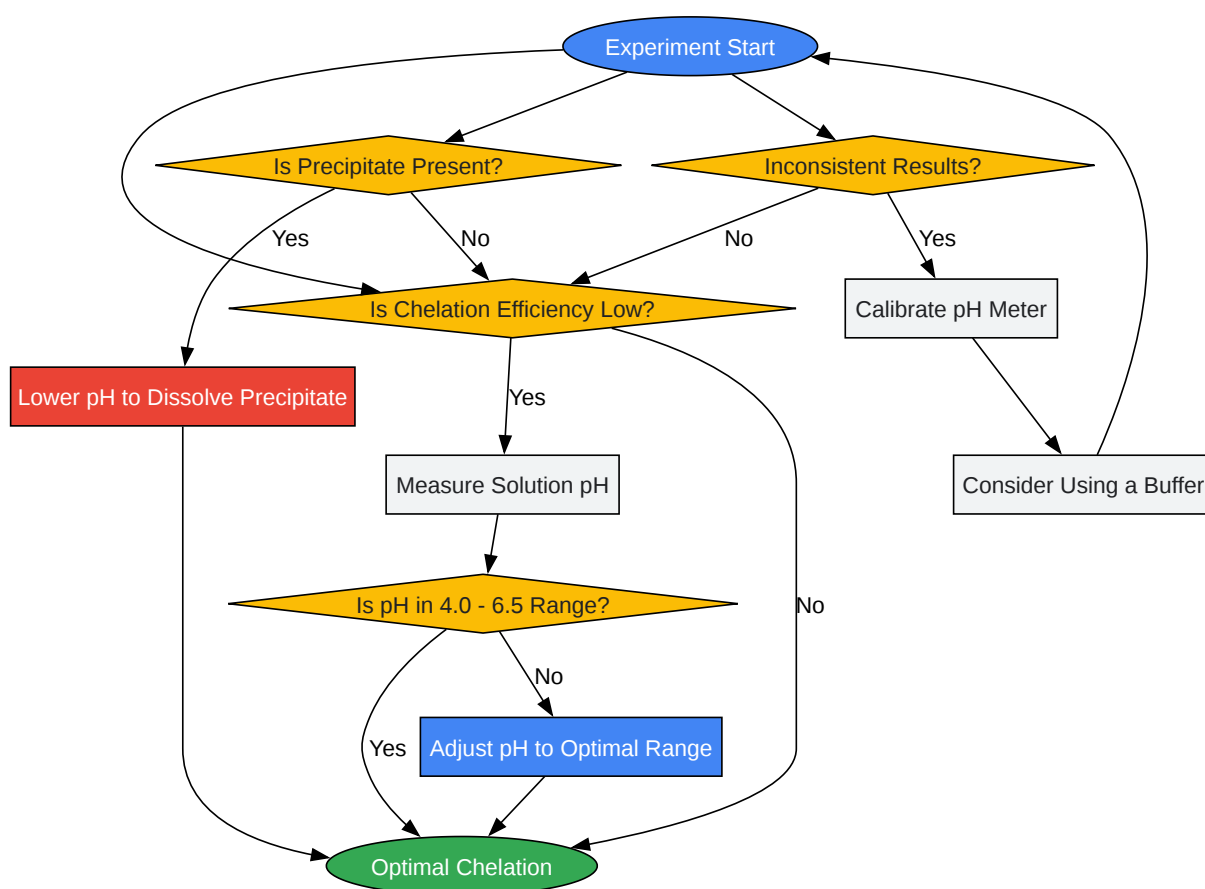 Experiment Start
Is Precipitate Present?
Inconsistent Results?
Yes
No
No
Yes
Is Chelation Efficiency Low?
Calibrate pH Meter
Lower pH to Dissolve Precipitate
Yes
Measure Solution pH
Consider Using a Buffer
Is pH in 4.0 - 6.5 Range?
No
No
Yes
Adjust pH to Optimal Range
Optimal Chelation